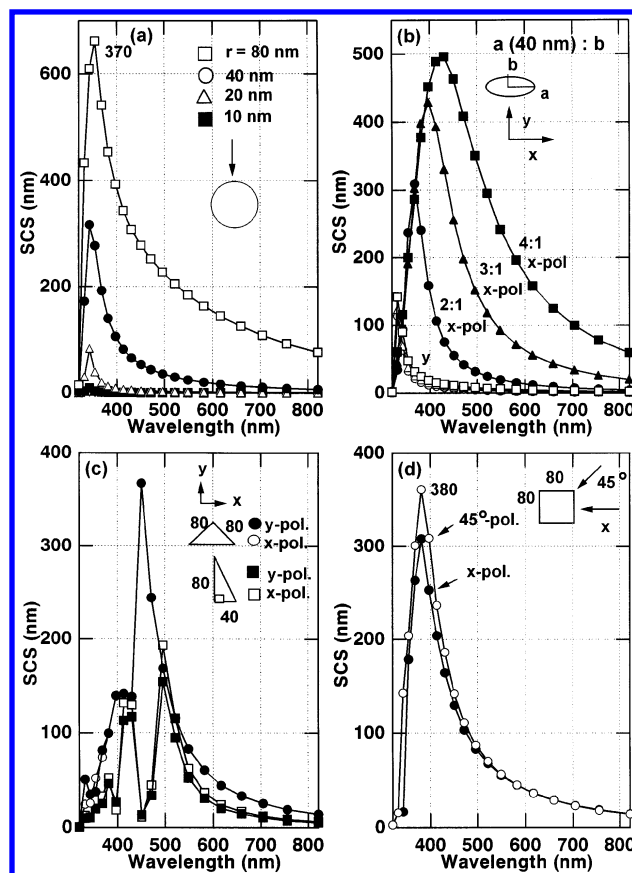 (a)
370
r = 80 nm
40 nm
20 nm
10 nm
SCS (nm)
600
400
200
0
400 500 600 700 800
Wavelength (nm)
(b)
a (40 nm) : b
b
a
y
x
4:1
x-pol
3:1
x-pol
2:1
x-pol
y
SCS (nm)
500
400
300
200
100
0
400 500 600 700 800
Wavelength (nm)
(c)
y
x
80 80
y-pol.
x-pol.
80
40
y-pol.
x-pol.
SCS (nm)
400
300
200
100
0
400 500 600 700 800
Wavelength (nm)
(d)
80
80
45°
x
380
45°-pol.
x-pol.
SCS (nm)
400
300
200
100
0
400 500 600 700 800
Wavelength (nm)